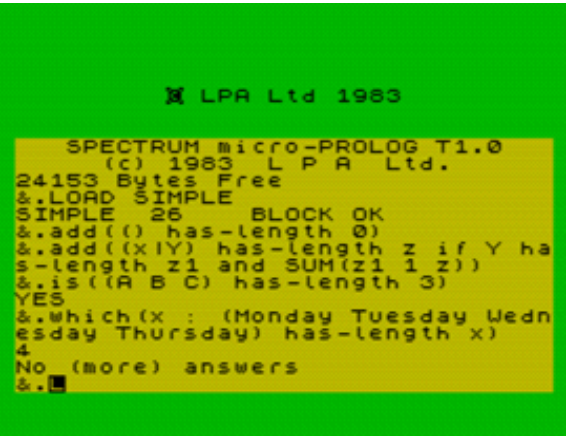 LPA Ltd 1983
SPECTRUM micro-PROLOG T1.0
(c) 1983 L P A Ltd.
24153 Bytes Free
&.LOAD SIMPLE
SIMPLE 26 BLOCK OK
&.add(() has-length 0)
&.add((x|Y) has-length z if Y ha
s-length z1 and SUM(z1 1 z))
&.is((A B C) has-length 3)
YES
&.which(x : (Monday Tuesday Wedn
esday Thursday) has-length x)
4
No (more) answers
&.L